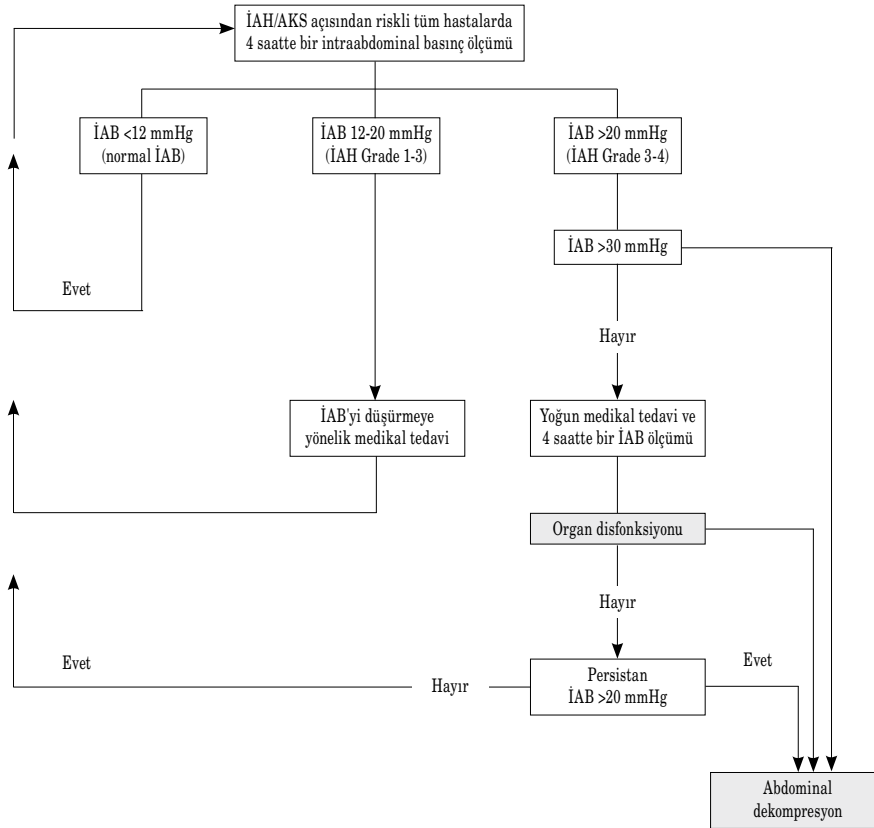 İAH/AKS açısından riskli tüm hastalarda
4 saatte bir intraabdominal basınç ölçümü
İAB <12 mmHg
(normal İAB)
İAB 12-20 mmHg
(İAH Grade 1-3)
İAB >20 mmHg
(İAH Grade 3-4)
İAB >30 mmHg
Evet
Hayır
İAB'yi düşürmeye
yönelik medikal tedavi
Yoğun medikal tedavi ve
4 saatte bir İAB ölçümü
Organ disfonksiyonu
Hayır
Evet
Hayır
Persistan
İAB >20 mmHg
Evet
Abdominal
dekompresyon